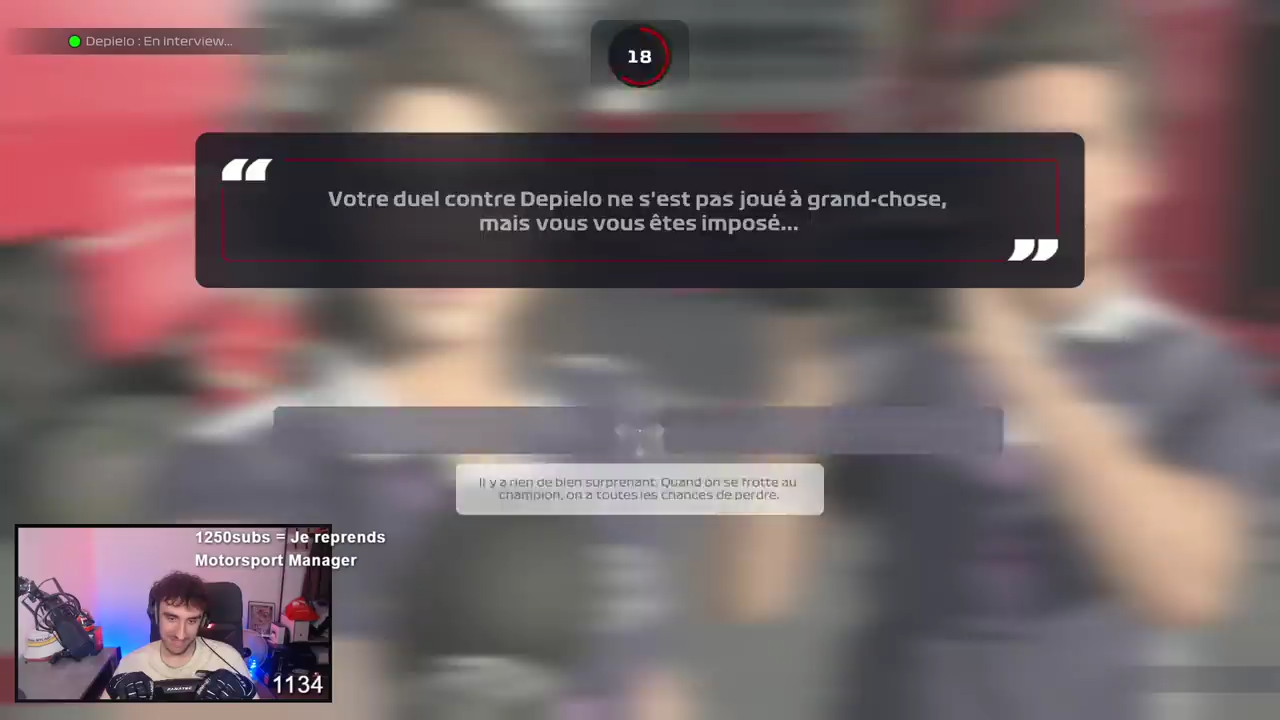 Depielo : En interview...
18
Votre duel contre Depielo ne s'est pas joué à grand-chose,
mais vous vous êtes imposé...
Il y a rien de bien surprenant. Quand on se frotte au
champion, on a toutes les chances de perdre.
1250subs = Je reprends
Motorsport Manager
FANATEC
1134